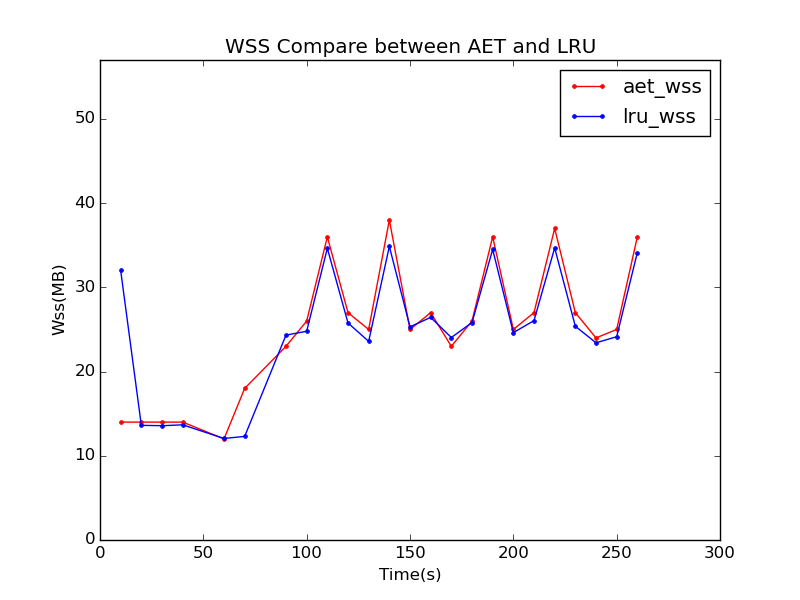 WSS Compare between AET and LRU
aet_wss
lru_wss
50
40
30
20
10
0
Wss(MB)
0 50 100 150 200 250 300
Time(s)